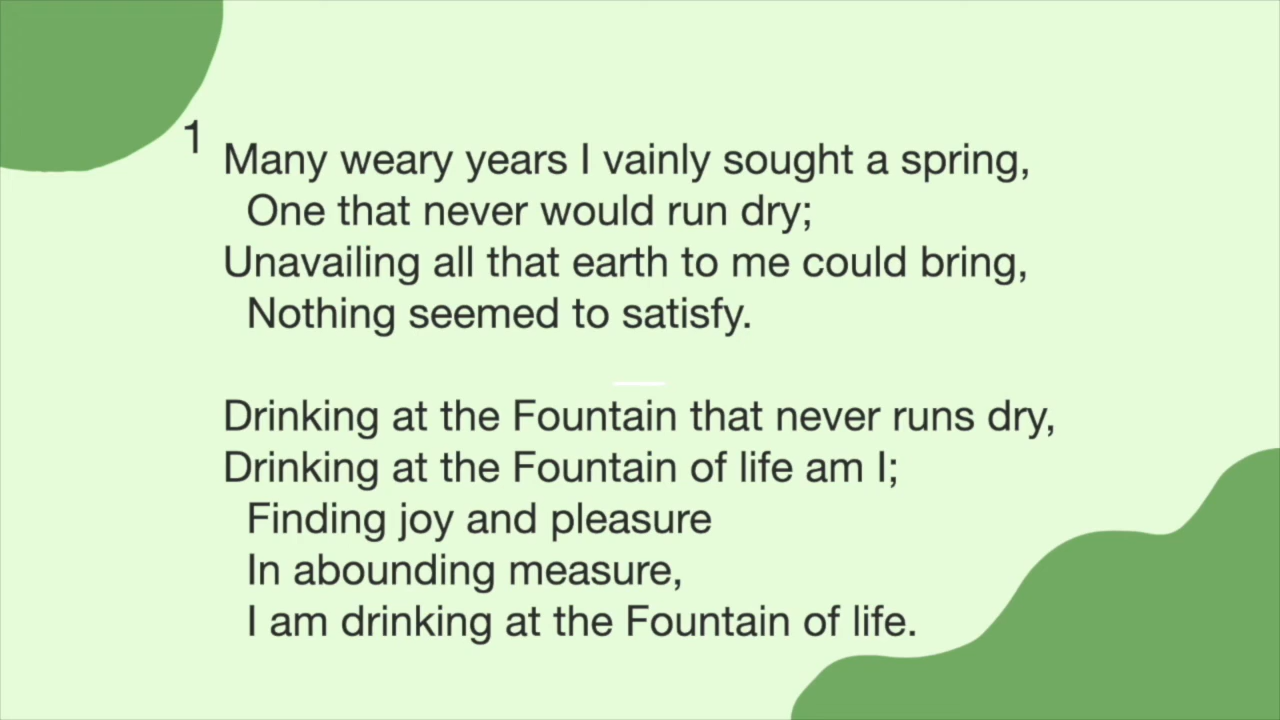 1
Many weary years I vainly sought a spring,
One that never would run dry;
Unavailing all that earth to me could bring,
Nothing seemed to satisfy.
Drinking at the Fountain that never runs dry,
Drinking at the Fountain of life am I;
Finding joy and pleasure
In abounding measure,
I am drinking at the Fountain of life.